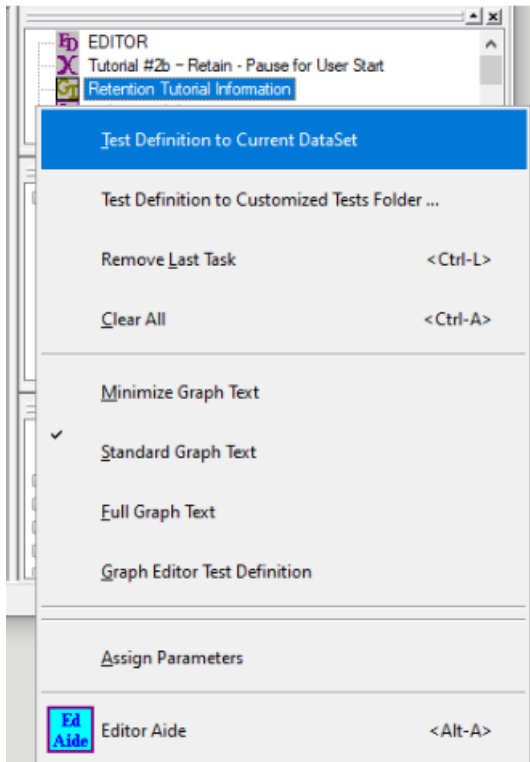 ED EDITOR
X Tutorial #2b - Retain - Pause for User Start
GT Retention Tutorial Information
Test Definition to Current DataSet
Test Definition to Customized Tests Folder ...
Remove Last Task <Ctrl-L>
Clear All <Ctrl-A>
Minimize Graph Text
Standard Graph Text
Full Graph Text
Graph Editor Test Definition
Assign Parameters
Ed
Aide
Editor Aide <Alt-A>